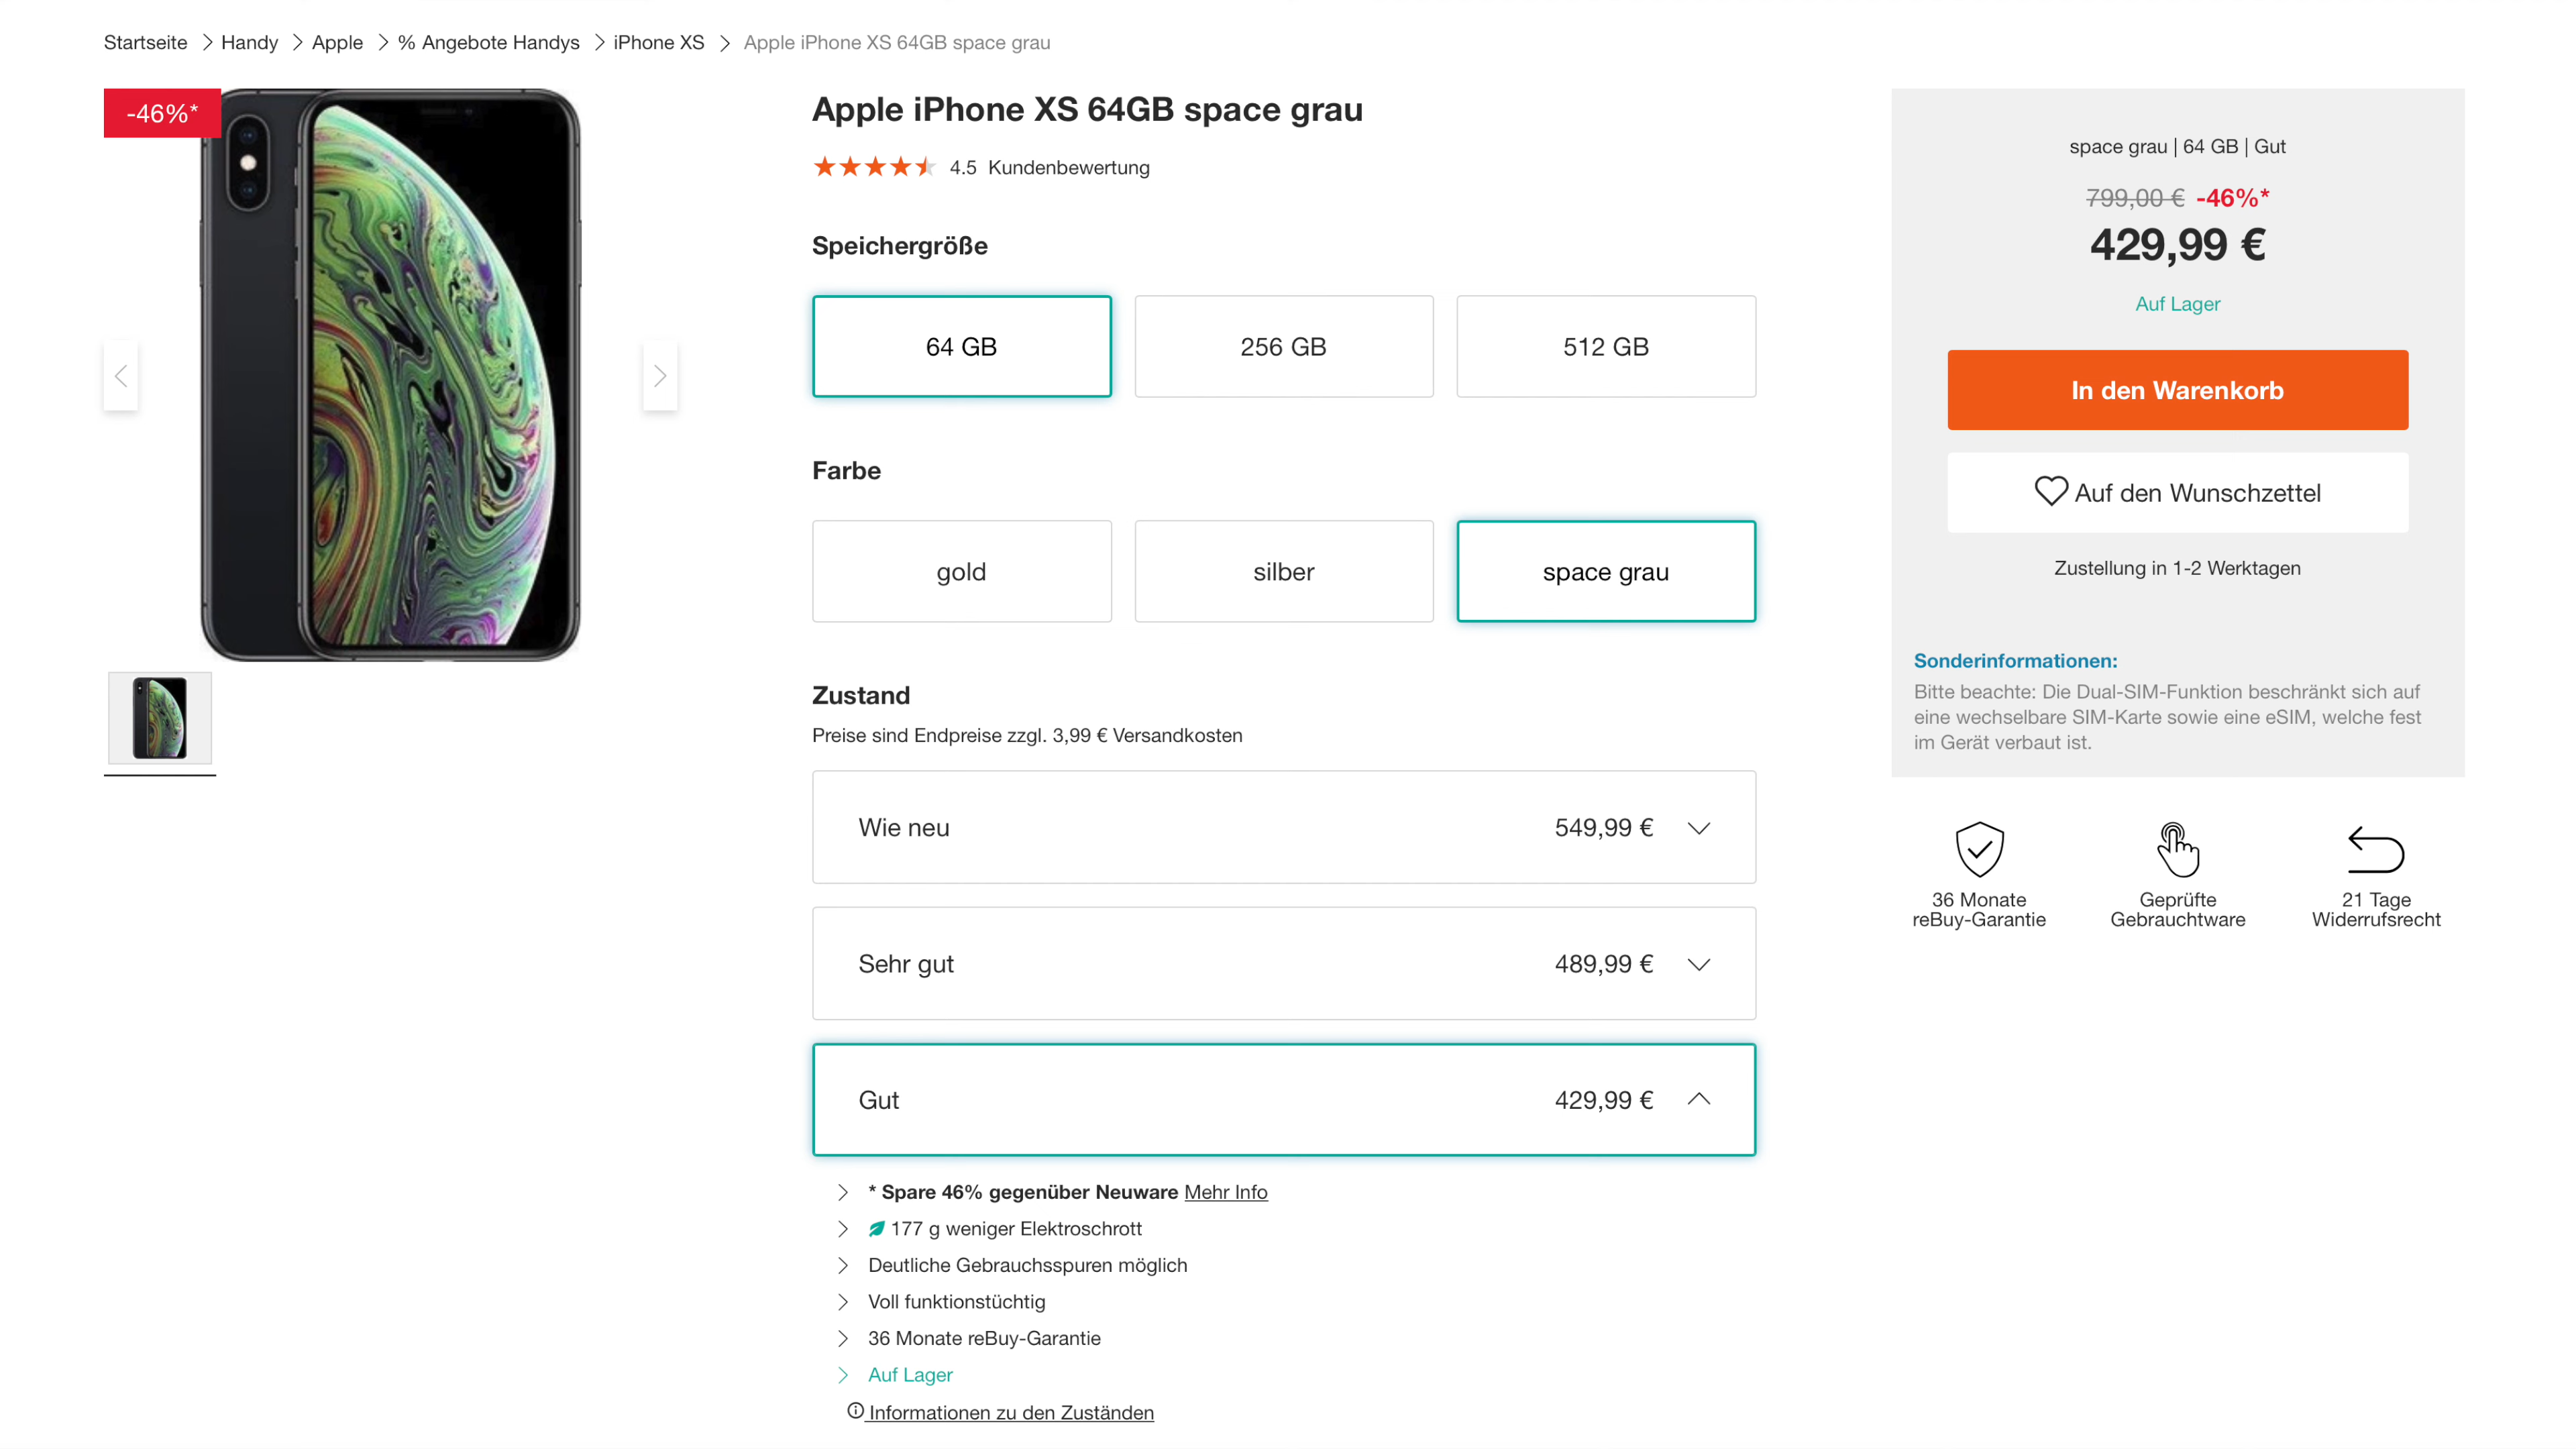 Startseite > Handy > Apple > % Angebote Handys > iPhone XS > Apple iPhone XS 64GB space grau
-46%*
Apple iPhone XS 64GB space grau
4.5 Kundenbewertung
Speichergröße
64 GB
256 GB
512 GB
Farbe
gold
silber
space grau
Zustand
Preise sind Endpreise zzgl. 3,99 € Versandkosten
Wie neu 549,99 €
Sehr gut 489,99 €
Gut 429,99 €
* Spare 46% gegenüber Neuware Mehr Info
177 g weniger Elektroschrott
Deutliche Gebrauchsspuren möglich
Voll funktionstüchtig
36 Monate reBuy-Garantie
Auf Lager
Informationen zu den Zuständen
space grau | 64 GB | Gut
799,00 € -46%*
429,99 €
Auf Lager
In den Warenkorb
Auf den Wunschzettel
Zustellung in 1-2 Werktagen
Sonderinformationen:
Bitte beachte: Die Dual-SIM-Funktion beschränkt sich auf
eine wechselbare SIM-Karte sowie eine eSIM, welche fest
im Gerät verbaut ist.
36 Monate
reBuy-Garantie
Geprüfte
Gebrauchtware
21 Tage
Widerrufsrecht